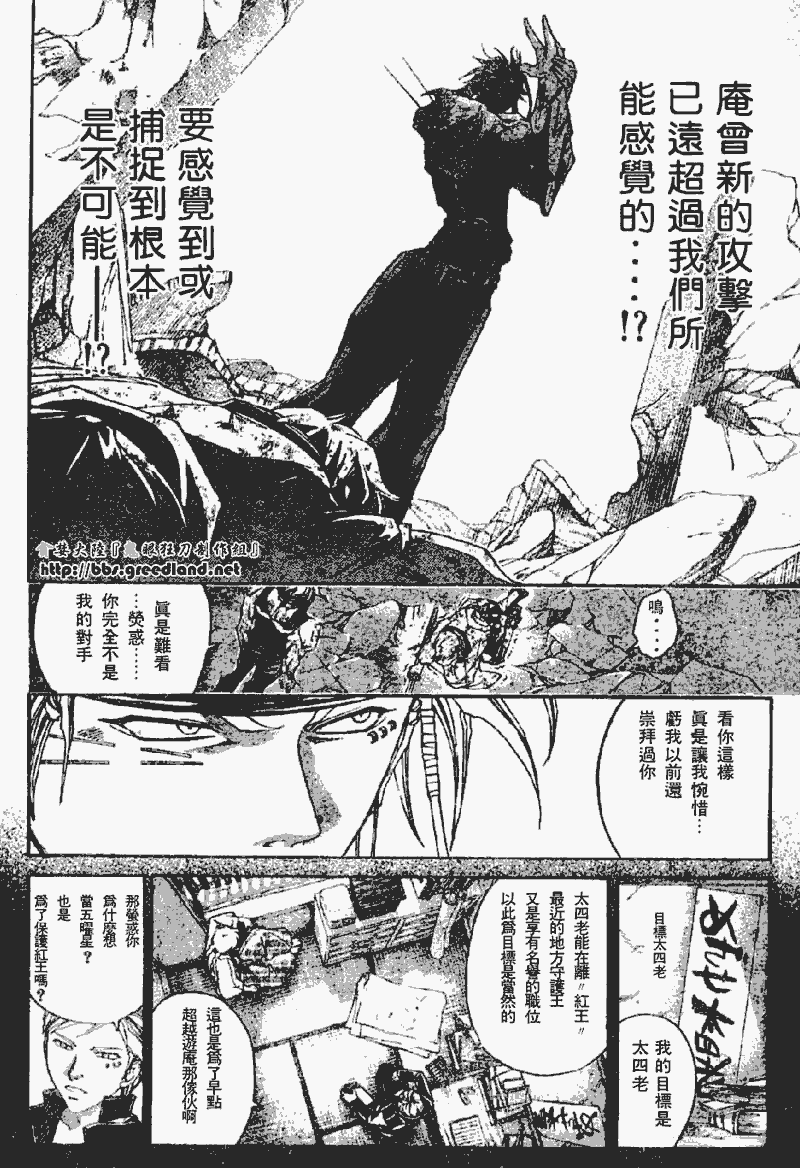 庵曾新的攻擊
已遠超過我們所
能感覺的‥‥!?
要感覺到或
捕捉到根本
是不可能——!?
大陸『鬼眼狂刀制作組』
http://bbs.greedland.net
嗚‥‥
真是難看
…熒惑……
你完全不是
我的對手
看你這樣
真是讓我惋惜…
虧我以前還
崇拜過你
目標太四老
我的目標是
太四老
太四老能在離"紅王"
最近的地方守護王
又是享有名譽的職位
以此為目標是當然的
這也是為了早點
超越遊庵那傢伙啊
那螢惑你
為什麼想
當五曜星？
也是
為了保護紅王嗎？